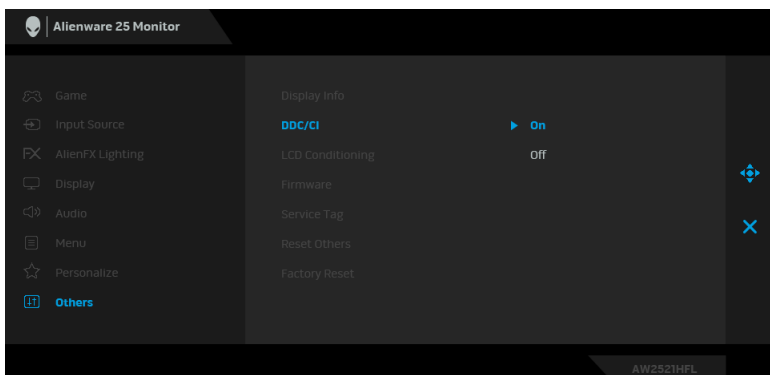 Alienware 25 Monitor
Game
Display Info
Input Source
DDC/CI
On
AlienFX Lighting
LCD Conditioning
Off
Display
Firmware
Audio
Service Tag
Menu
Reset Others
Personalize
Factory Reset
Others
AW2521HFL